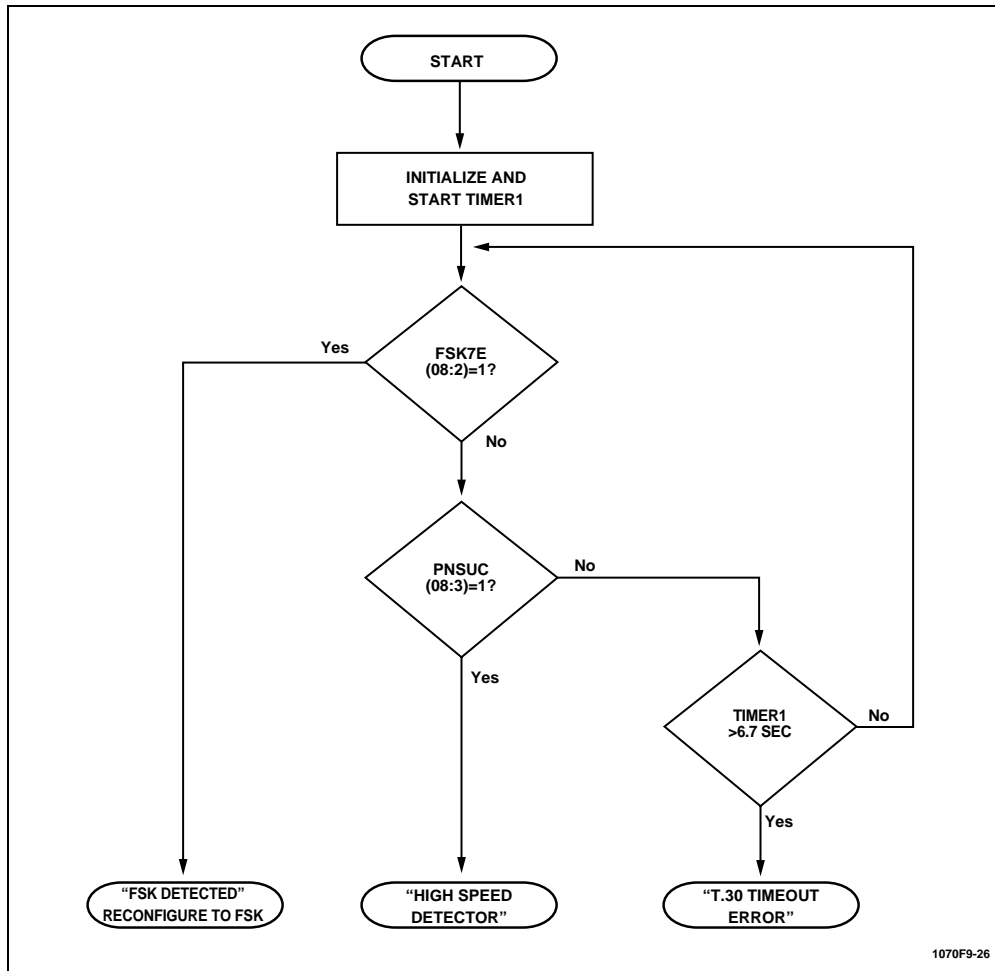 START
INITIALIZE AND
START TIMER1
Yes
FSK7E
(08:2)=1?
No
PNSUC
(08:3)=1?
No
Yes
TIMER1
>6.7 SEC
No
Yes
“FSK DETECTED”
RECONFIGURE TO FSK
“HIGH SPEED
DETECTOR”
“T.30 TIMEOUT
ERROR”
1070F9-26